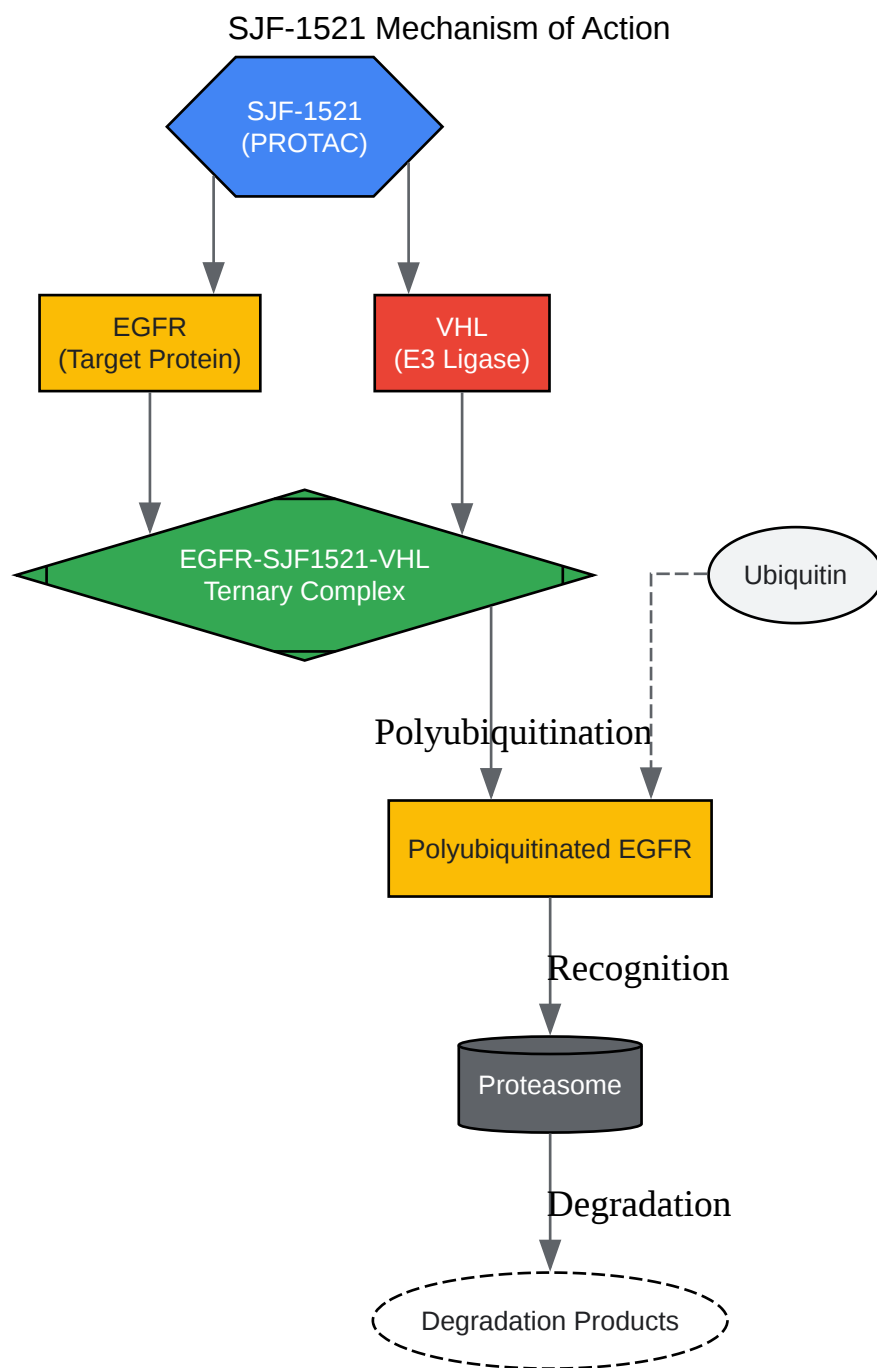 SJF-1521 Mechanism of Action
SJF-1521
(PROTAC)
EGFR
(Target Protein)
VHL
(E3 Ligase)
EGFR-SJF1521-VHL
Ternary Complex
Ubiquitin
Polyubiquitination
Polyubiquitinated EGFR
Recognition
Proteasome
Degradation
Degradation Products